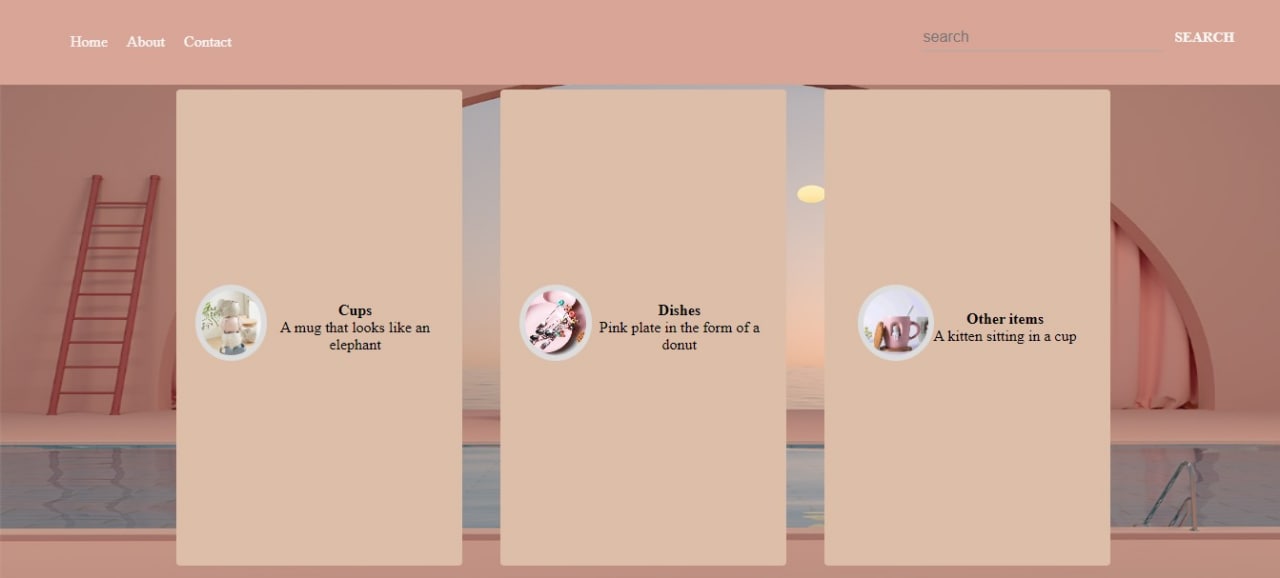 Home About Contact
search SEARCH
Cups
A mug that looks like an
elephant
Dishes
Pink plate in the form of a
donut
Other items
A kitten sitting in a cup